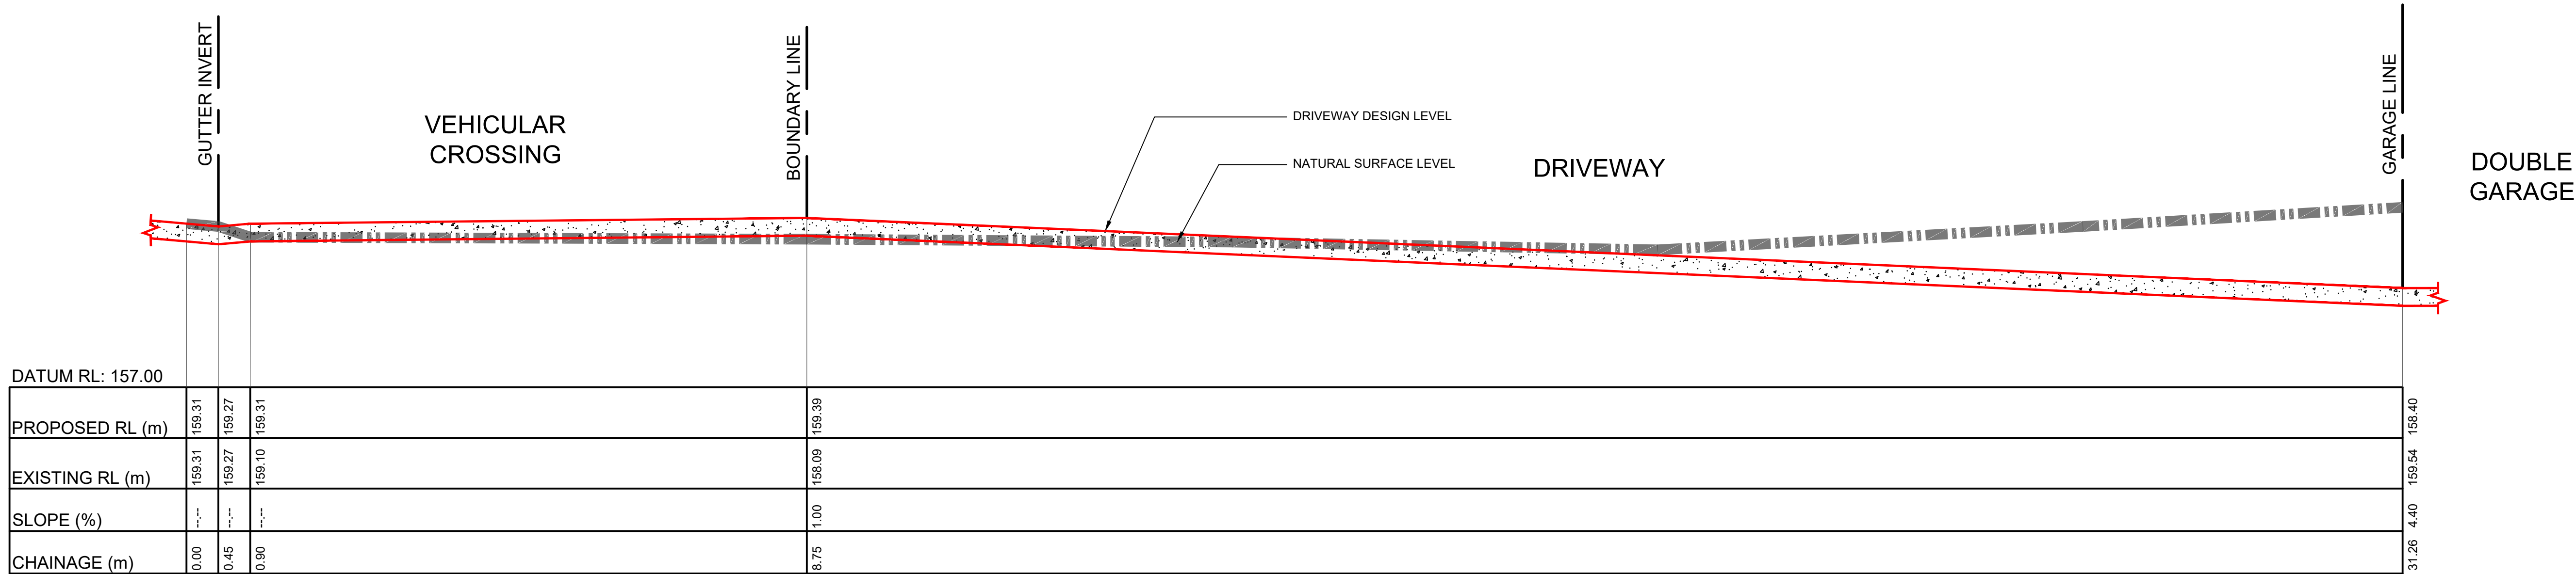 GUTTER INVERT
VEHICULAR
CROSSING
BOUNDARY LINE
DRIVEWAY DESIGN LEVEL
NATURAL SURFACE LEVEL
DRIVEWAY
GARAGE LINE
DOUBLE
GARAGE
DATUM RL: 157.00
PROPOSED RL (m) 159.31 159.27 159.31 159.39 158.40
EXISTING RL (m) 159.31 159.27 159.10 158.09 159.54
SLOPE (%) --.-- --.-- --.-- 1.00 4.40
CHAINAGE (m) 0.00 0.45 0.90 8.75 31.26